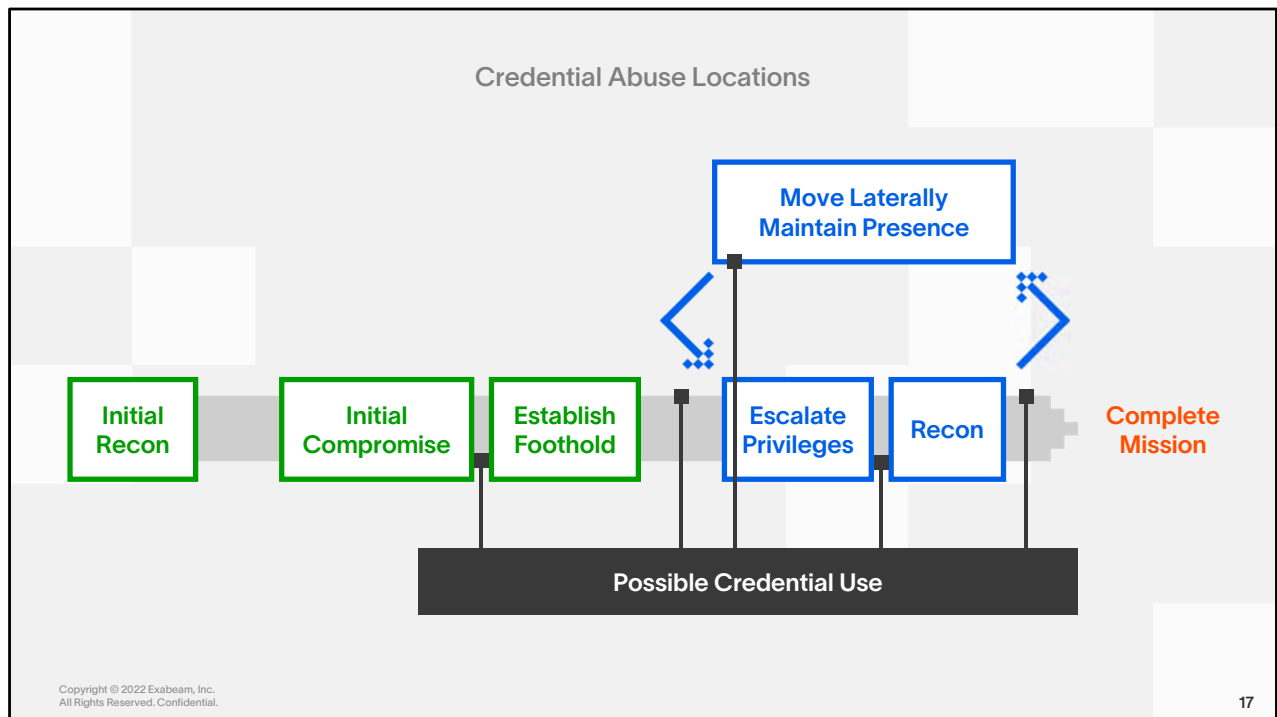 Credential Abuse Locations
Move Laterally
Maintain Presence
Initial
Recon
Initial
Compromise
Establish
Foothold
Escalate
Privileges
Recon
Complete
Mission
Possible Credential Use
Copyright © 2022 Exabeam, Inc.
All Rights Reserved. Confidential.
17